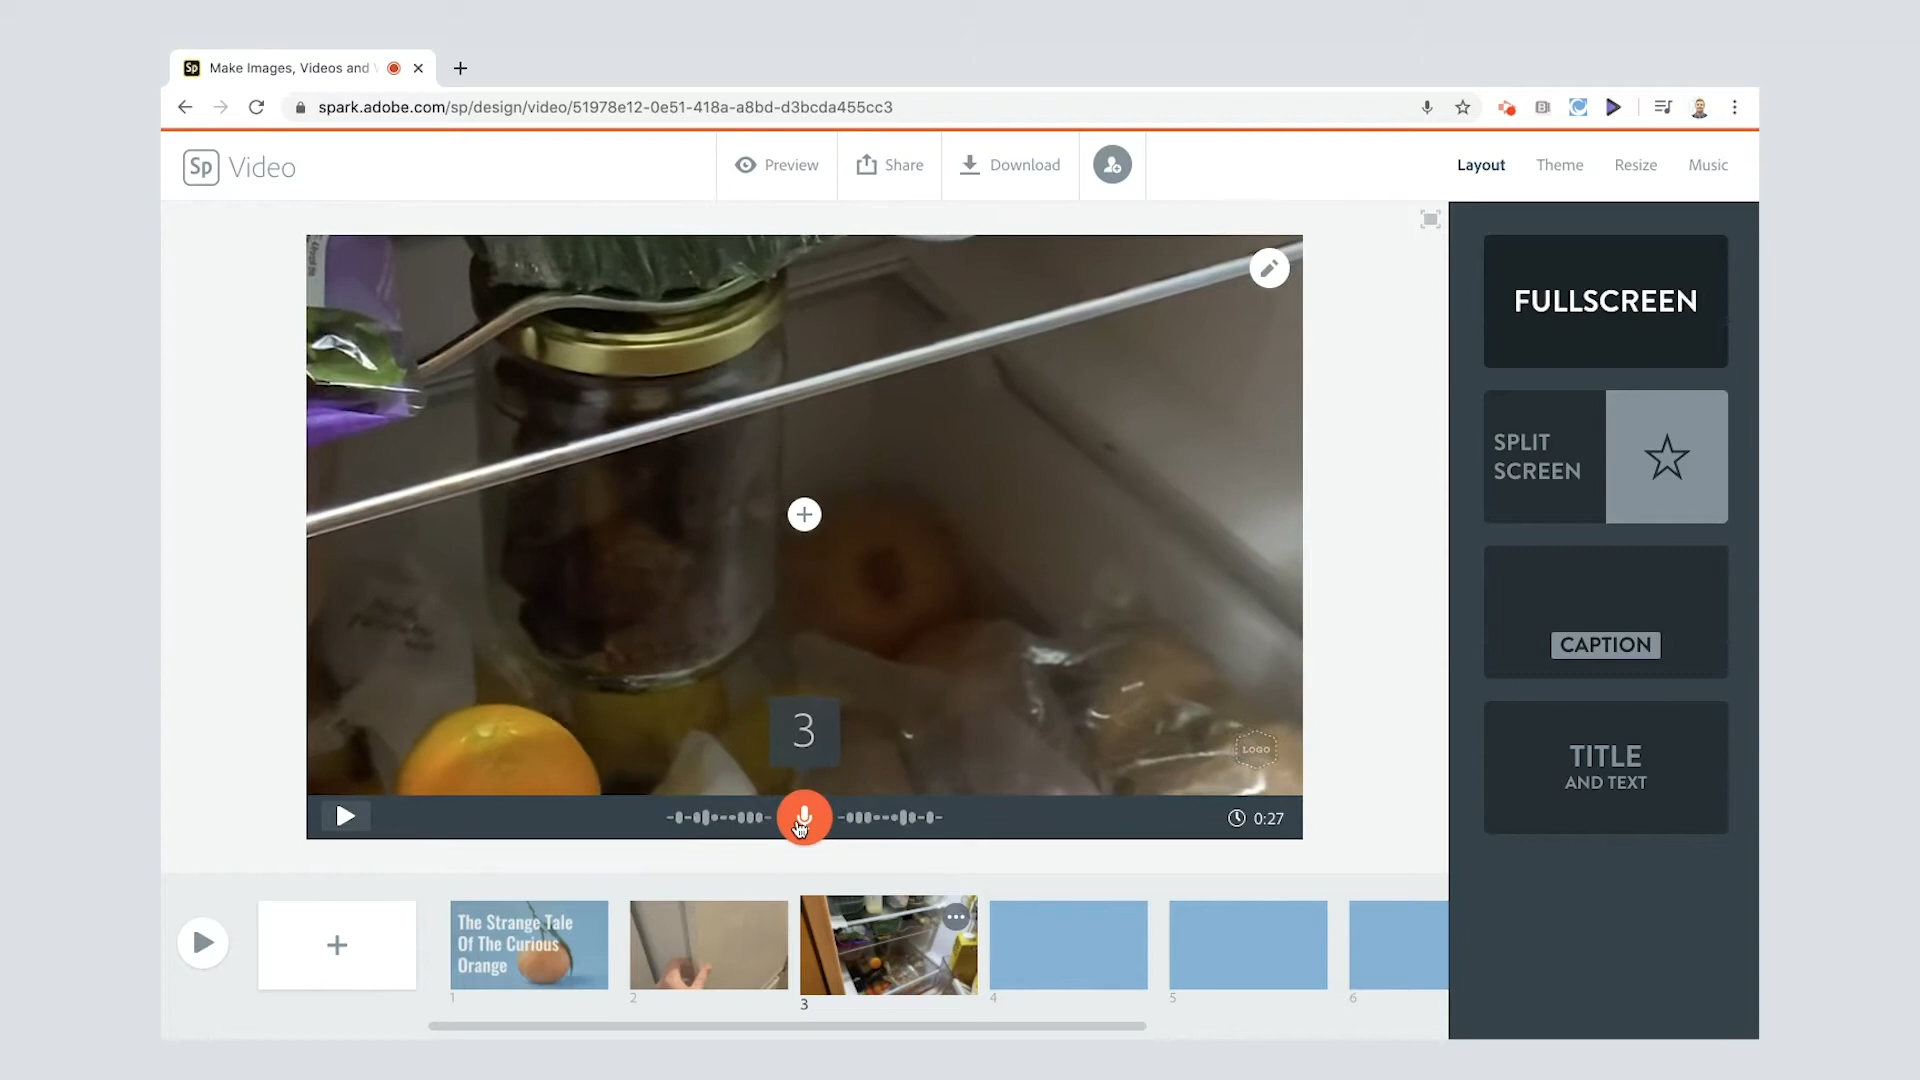 Sp Make Images, Videos and
spark.adobe.com/sp/design/video/51978e12-0e51-418a-a8bd-d3bcda455cc3
Sp Video
Preview
Share
Download
Layout
Theme
Resize
Music
FULLSCREEN
SPLIT
SCREEN
CAPTION
TITLE
AND TEXT
3
LOGO
0:27
The Strange Tale
Of The Curious
Orange
1
2
3
4
5
6